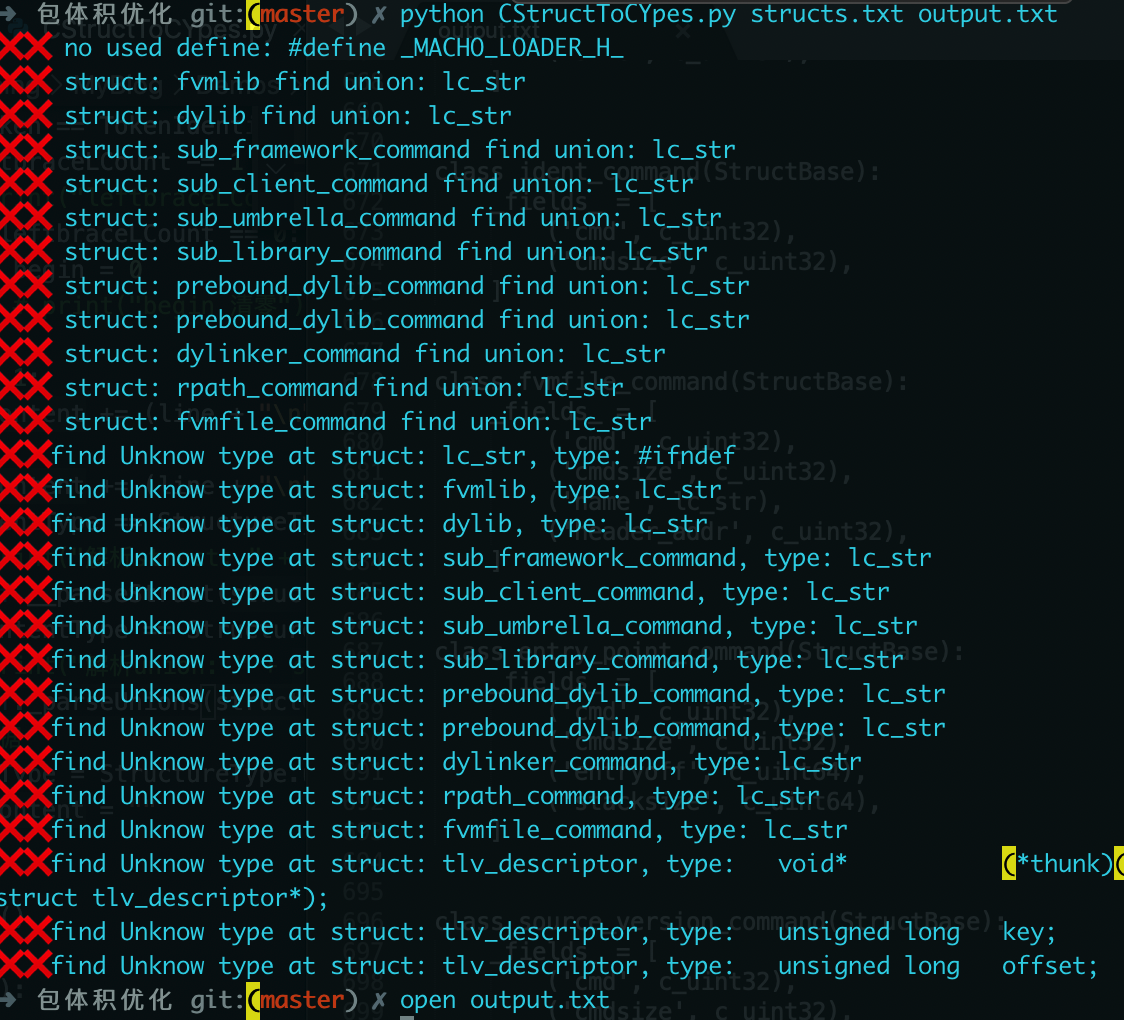 ➜ 包体积优化 git:(master) ✗ python CStructToCYpes.py structs.txt output.txt
❌❌ no used define: #define _MACHO_LOADER_H_
❌❌ struct: fvmlib find union: lc_str
❌❌ struct: dylib find union: lc_str
❌❌ struct: sub_framework_command find union: lc_str
❌❌ struct: sub_client_command find union: lc_str
❌❌ struct: sub_umbrella_command find union: lc_str
❌❌ struct: sub_library_command find union: lc_str
❌❌ struct: prebound_dylib_command find union: lc_str
❌❌ struct: prebound_dylib_command find union: lc_str
❌❌ struct: dylinker_command find union: lc_str
❌❌ struct: rpath_command find union: lc_str
❌❌ struct: fvmfile_command find union: lc_str
❌❌find Unknow type at struct: lc_str, type: #ifndef
❌❌find Unknow type at struct: fvmlib, type: lc_str
❌❌find Unknow type at struct: dylib, type: lc_str
❌❌find Unknow type at struct: sub_framework_command, type: lc_str
❌❌find Unknow type at struct: sub_client_command, type: lc_str
❌❌find Unknow type at struct: sub_umbrella_command, type: lc_str
❌❌find Unknow type at struct: sub_library_command, type: lc_str
❌❌find Unknow type at struct: prebound_dylib_command, type: lc_str
❌❌find Unknow type at struct: prebound_dylib_command, type: lc_str
❌❌find Unknow type at struct: dylinker_command, type: lc_str
❌❌find Unknow type at struct: rpath_command, type: lc_str
❌❌find Unknow type at struct: fvmfile_command, type: lc_str
❌❌find Unknow type at struct: tlv_descriptor, type:   void*           (*thunk)(
struct tlv_descriptor*);
❌❌find Unknow type at struct: tlv_descriptor, type:   unsigned long   key;
❌❌find Unknow type at struct: tlv_descriptor, type:   unsigned long   offset;
➜ 包体积优化 git:(master) ✗ open output.txt